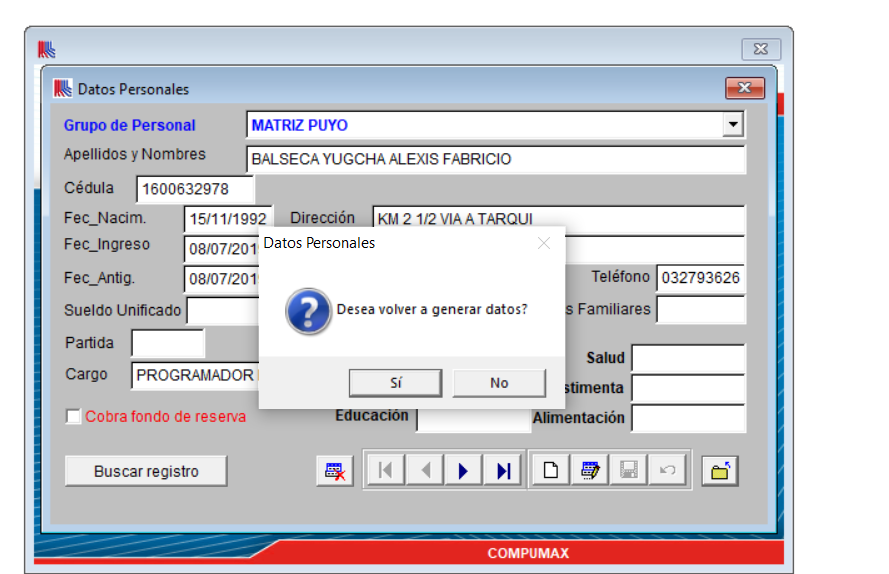 Datos Personales
Grupo de Personal MATRIZ PUYO
Apellidos y Nombres BALSECA YUGCHA ALEXIS FABRICIO
Cédula 1600632978
Fec_Nacim. 15/11/1992 Dirección KM 2 1/2 VIA A TARQUI
Fec_Ingreso 08/07/201
Datos Personales
Fec_Antig. 08/07/201 Teléfono 032793626
Desea volver a generar datos?
Sueldo Unificado s Familiares
Partida
Salud
Cargo PROGRAMADOR
Sí No
stimenta
Cobra fondo de reserva Educación Alimentación
Buscar registro
COMPUMAX